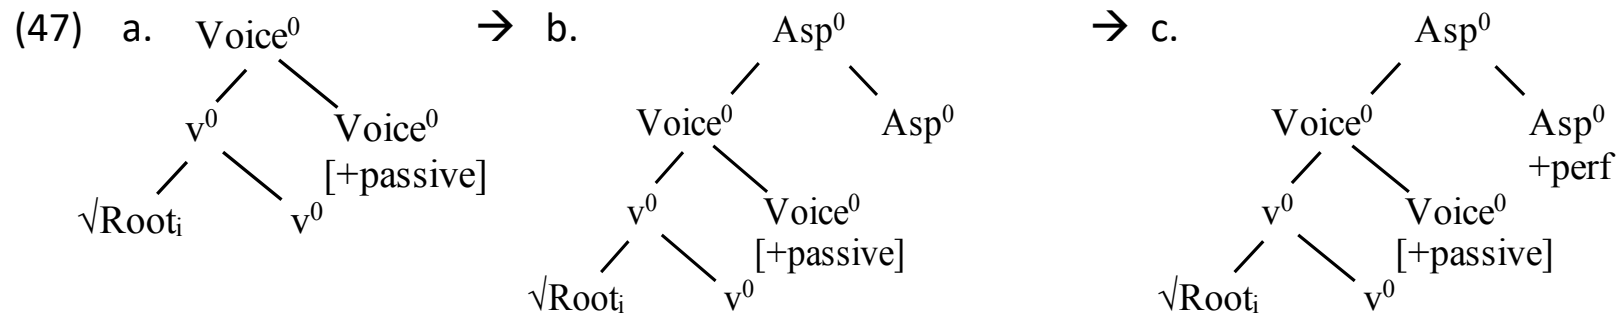 (47) a. Voice⁰ → b. Asp⁰ → c. Asp⁰
v⁰ Voice⁰ Voice⁰ Asp⁰ Voice⁰ Asp⁰
[+passive] +perf
√Rootᵢ v⁰ v⁰ Voice⁰ v⁰ Voice⁰
[+passive] [+passive]
√Rootᵢ v⁰ √Rootᵢ v⁰